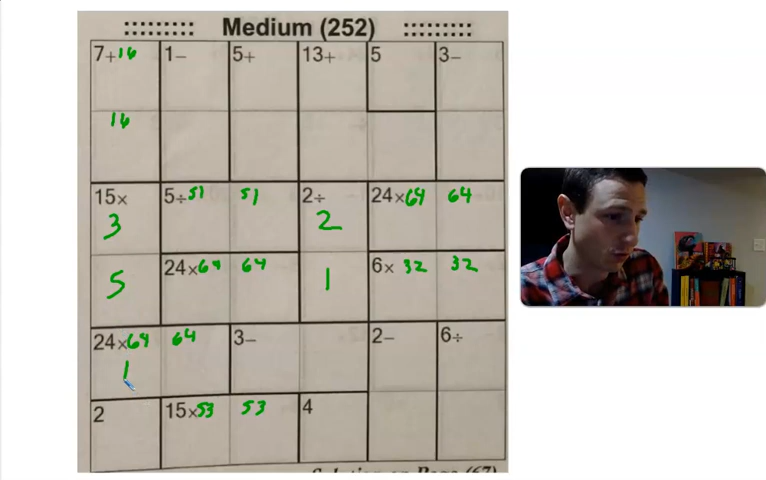 Medium (252)
7+ 16 1− 5+ 13+ 5 3−
16
15× 5÷ 51 51 2÷ 24× 64 64
3 2
24× 64 64 6× 32 32
5 1
24× 64 64 3− 2− 6÷
1
2 15× 53 53 4